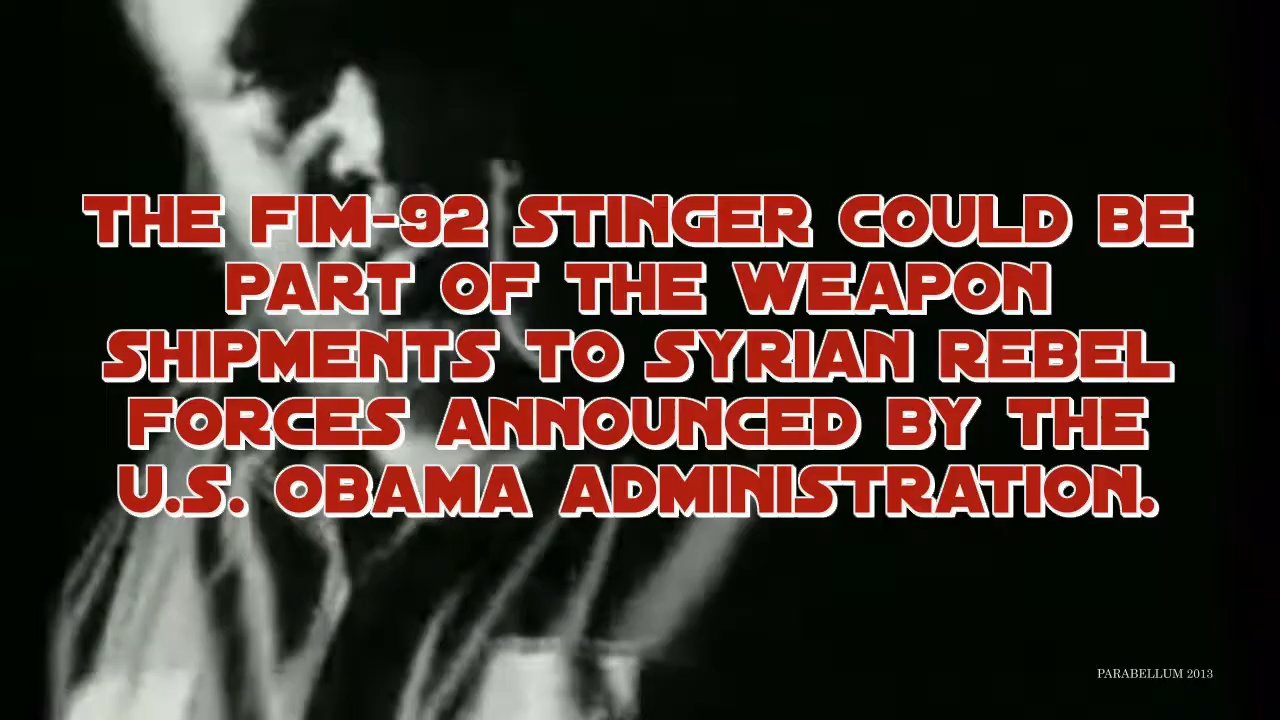 THE FIM-92 STINGER COULD BE
PART OF THE WEAPON
SHIPMENTS TO SYRIAN REBEL
FORCES ANNOUNCED BY THE
U.S. OBAMA ADMINISTRATION.
PARABELLUM 2013